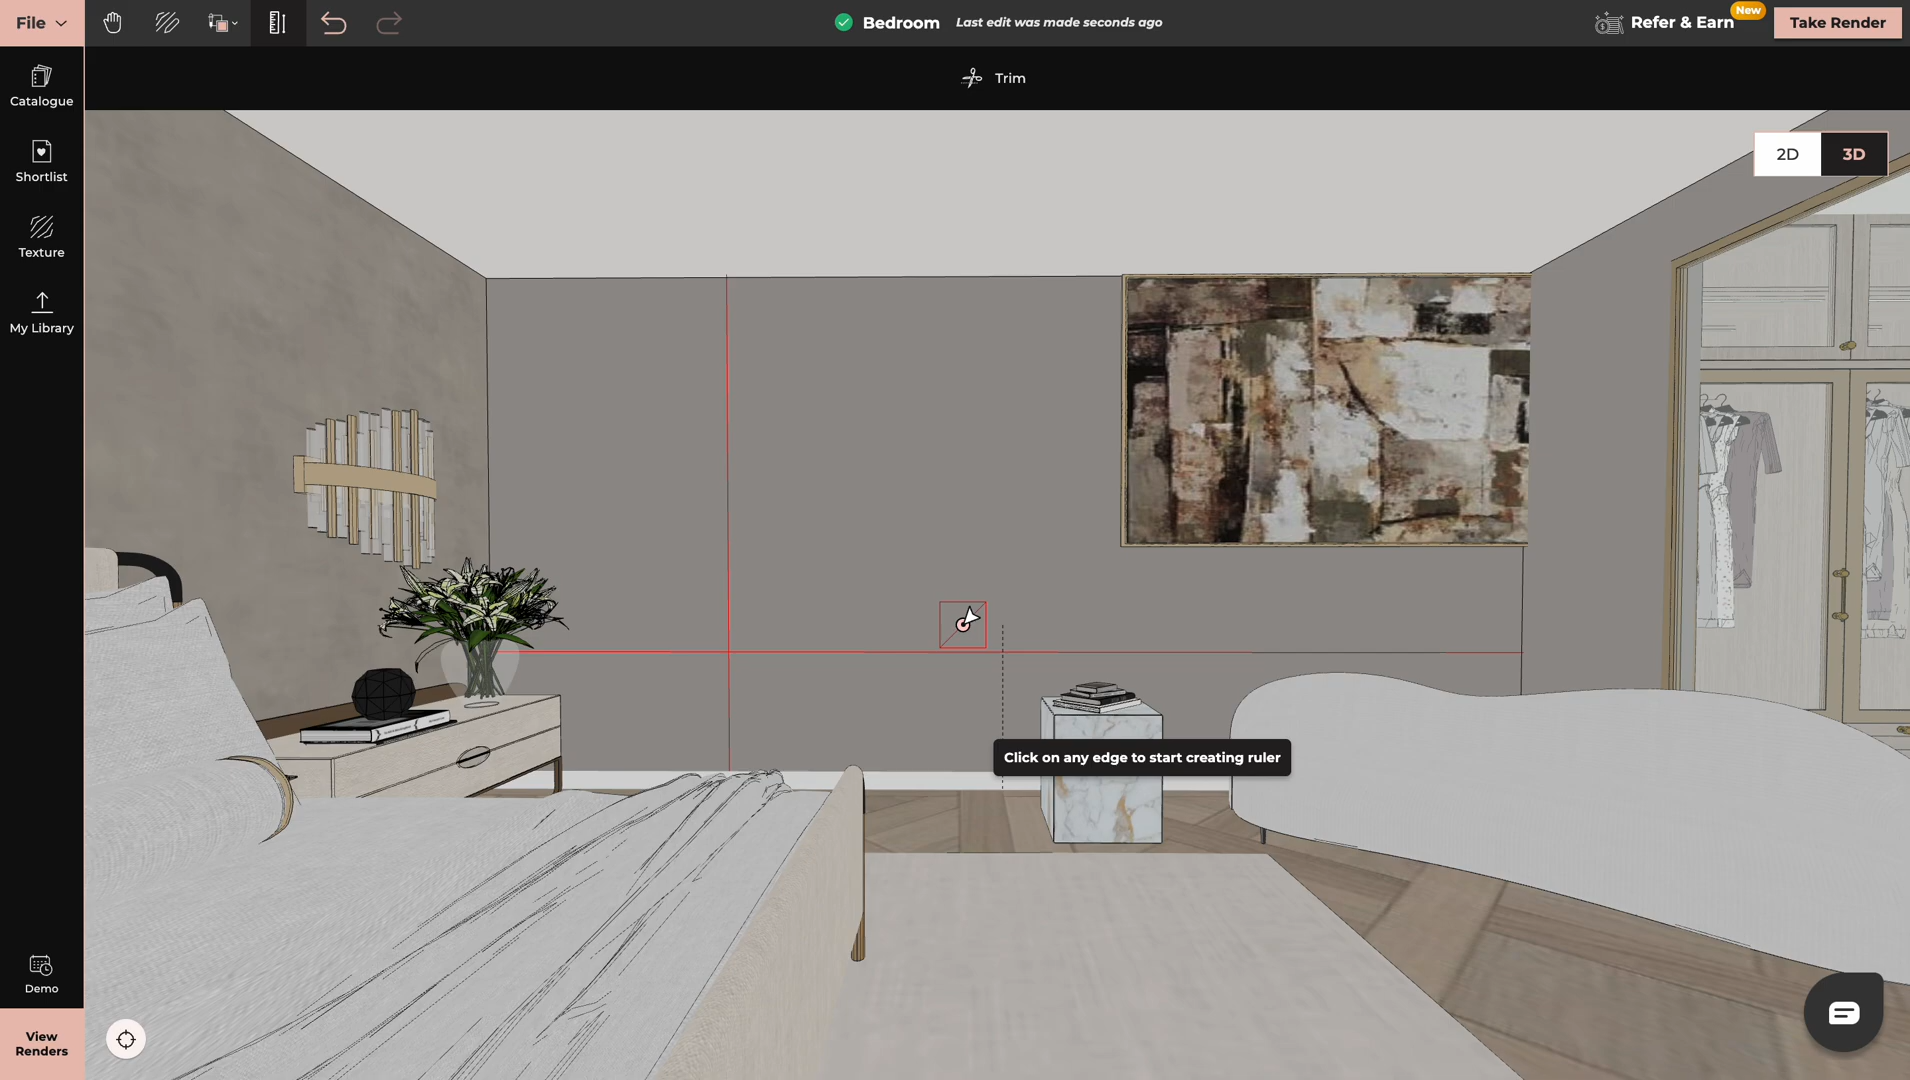 File
Bedroom
Last edit was made seconds ago
Refer & Earn
New
Take Render
Trim
Catalogue
Shortlist
Texture
My Library
2D
3D
Click on any edge to start creating ruler
Demo
View
Renders